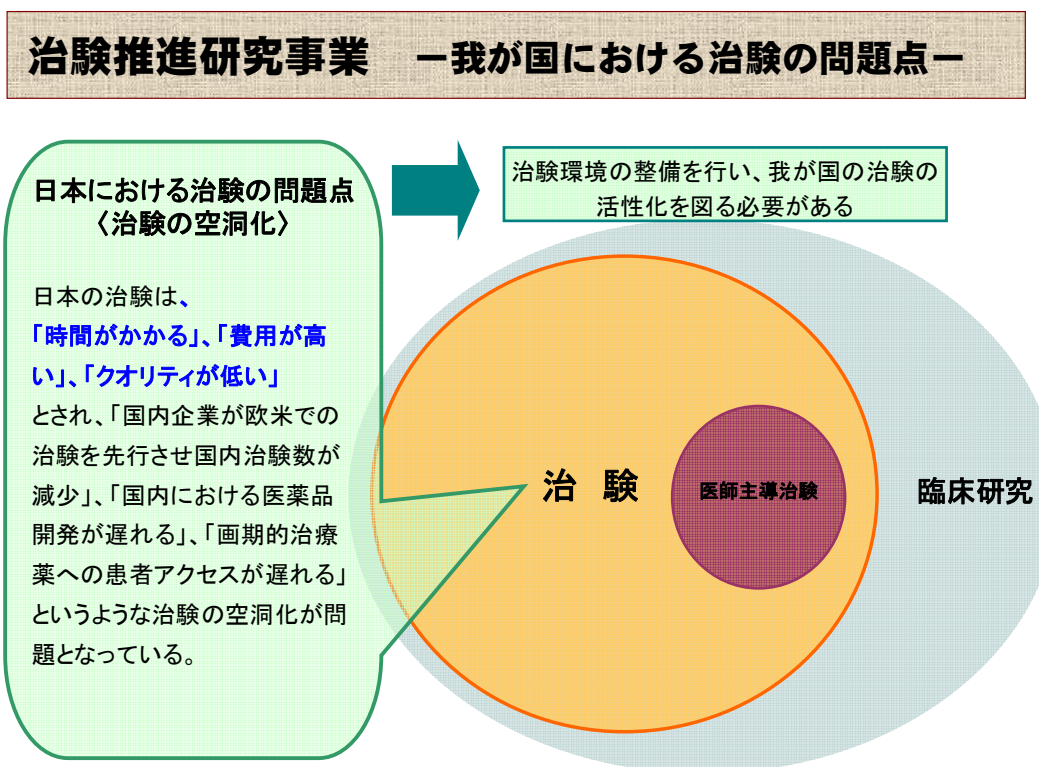 治験推進研究事業　－我が国における治験の問題点－
日本における治験の問題点
〈治験の空洞化〉
日本の治験は、
「時間がかかる」、「費用が高
い」、「クオリティが低い」
とされ、「国内企業が欧米での
治験を先行させ国内治験数が
減少」、「国内における医薬品
開発が遅れる」、「画期的治療
薬への患者アクセスが遅れる」
というような治験の空洞化が問
題となっている。
治験環境の整備を行い、我が国の治験の
活性化を図る必要がある
治　験
医師主導治験
臨床研究